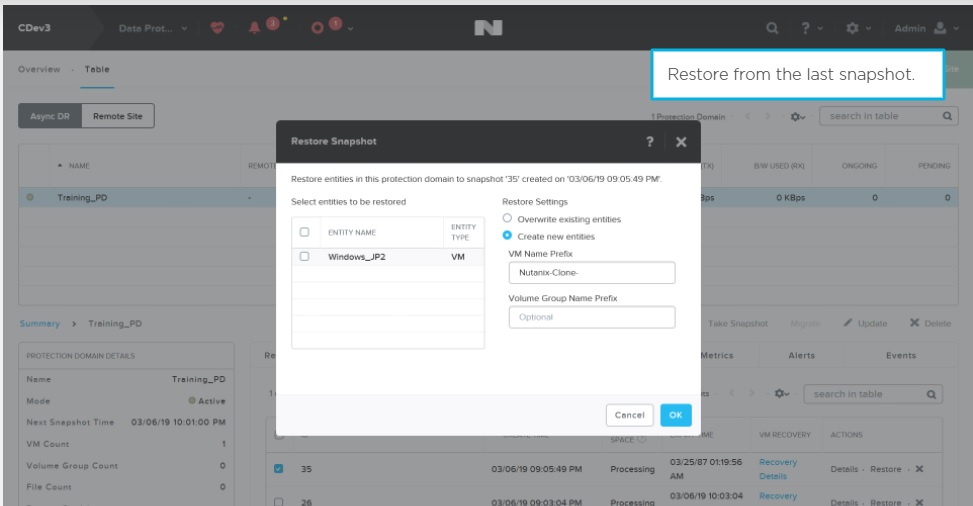 CDev3
Data Prot...
3
1
?
Admin
Overview · Table
Restore from the last snapshot.
Site
Async DR
Remote Site
1 Protection Domain
search in table
NAME
REMOTE
(TX)
B/W USED (RX)
ONGOING
PENDING
Training_PD
-
KBps
0 KBps
0
0
Restore Snapshot
?
Restore entities in this protection domain to snapshot '35' created on '03/06/19 09:05:49 PM'.
Select entities to be restored
ENTITY NAME
ENTITY TYPE
Windows_JP2
VM
Restore Settings
Overwrite existing entities
Create new entities
VM Name Prefix
Nutanix-Clone-
Volume Group Name Prefix
Optional
Cancel
OK
Summary > Training_PD
Take Snapshot
Migrate
Update
Delete
PROTECTION DOMAIN DETAILS
Name Training_PD
Mode Active
Next Snapshot Time 03/06/19 10:01:00 PM
VM Count 1
Volume Group Count 0
File Count 0
Re
Metrics
Alerts
Events
search in table
ID
CREATE TIME
SPACE
VM RECOVERY
ACTIONS
35
03/06/19 09:05:49 PM
Processing
03/25/87 01:19:56 AM
Recovery Details
Details · Restore ·
26
03/06/19 09:03:04 PM
Processing
03/06/19 10:03:04
Recovery
Details · Restore ·